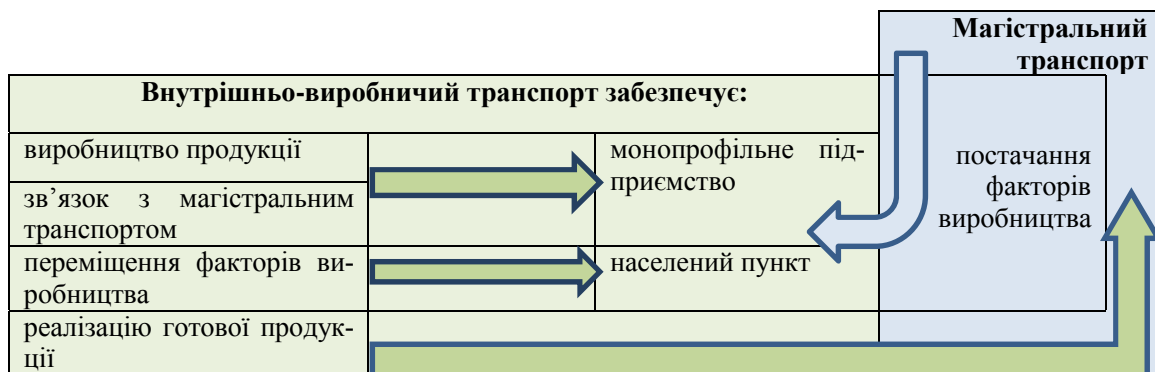 Магістральний
транспорт
Внутрішньо-виробничий транспорт забезпечує:
виробництво продукції
зв’язок з магістральним
транспортом
переміщення факторів ви-
робництва
реалізацію готової продук-
ції
монопрофільне під-
приємство
населений пункт
постачання
факторів
виробництва